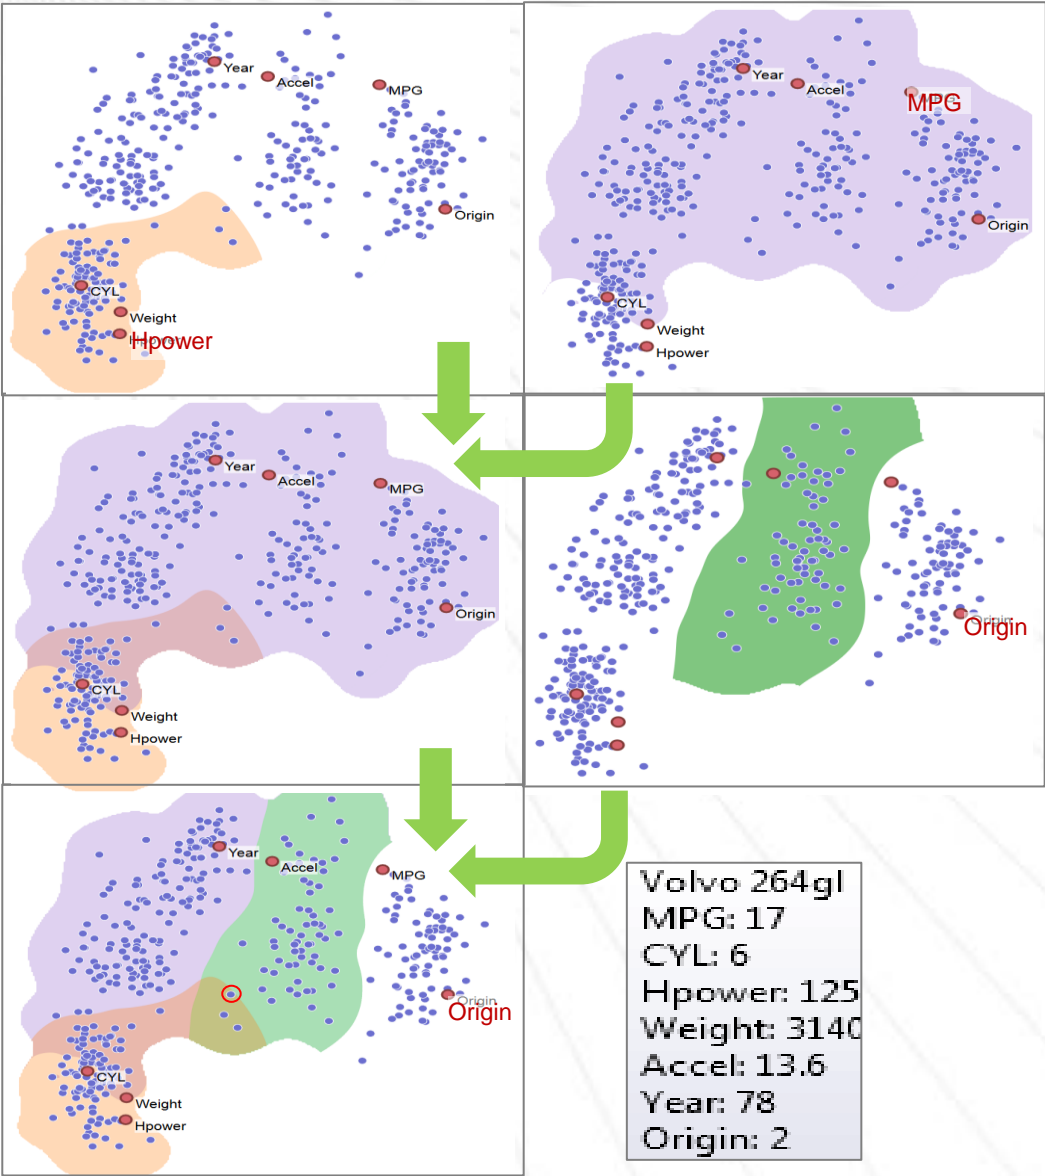 Year
Accel
MPG
Origin
CYL
Weight
Hpower
Year
Accel
MPG
Origin
CYL
Weight
Hpower
Year
Accel
MPG
Origin
CYL
Weight
Hpower
Origin
Year
Accel
MPG
Origin
Origin
CYL
Weight
Hpower
Volvo 264gl
MPG: 17
CYL: 6
Hpower: 125
Weight: 3140
Accel: 13.6
Year: 78
Origin: 2